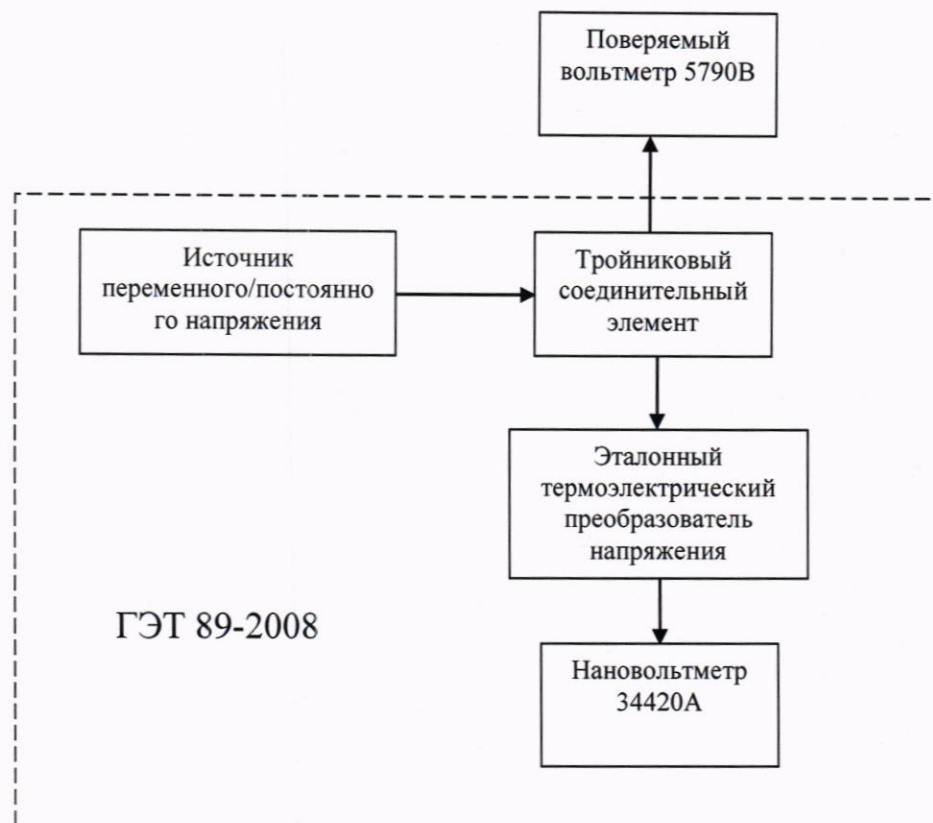 Поверяемый
вольтметр 5790В
Источник
переменного/постоянно
го напряжения
Тройниковый
соединительный
элемент
Эталонный
термоэлектрический
преобразователь
напряжения
ГЭТ 89-2008
Нановольтметр
34420А